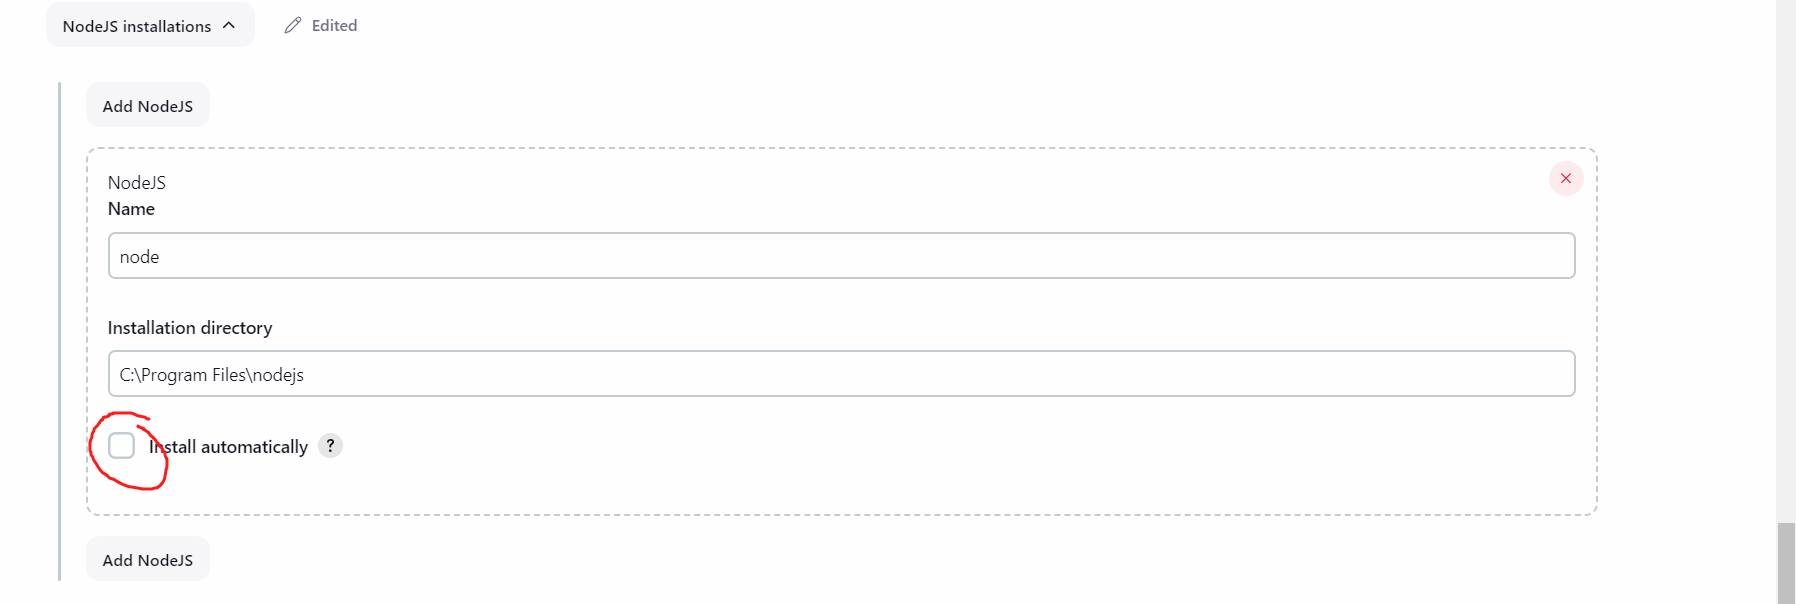 NodeJS installations
Edited
Add NodeJS
NodeJS
Name
node
Installation directory
C:\Program Files\nodejs
Install automatically ?
Add NodeJS